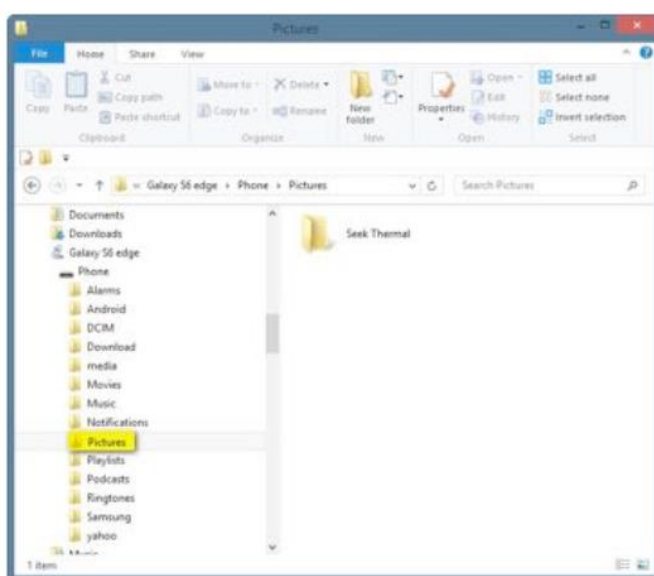 Pictures
File Home Share View
Copy
Paste
Cut
Copy path
Paste shortcut
Clipboard
Move to
Copy to
Delete
Rename
Organize
New folder
New
Properties
Open
Edit
History
Open
Select all
Select none
Invert selection
Select
« Galaxy S6 edge › Phone › Pictures
Search Pictures
Documents
Downloads
Galaxy S6 edge
Phone
Alarms
Android
DCIM
Download
media
Movies
Music
Notifications
Pictures
Playlists
Podcasts
Ringtones
Samsung
yahoo
Music
Seek Thermal
1 item